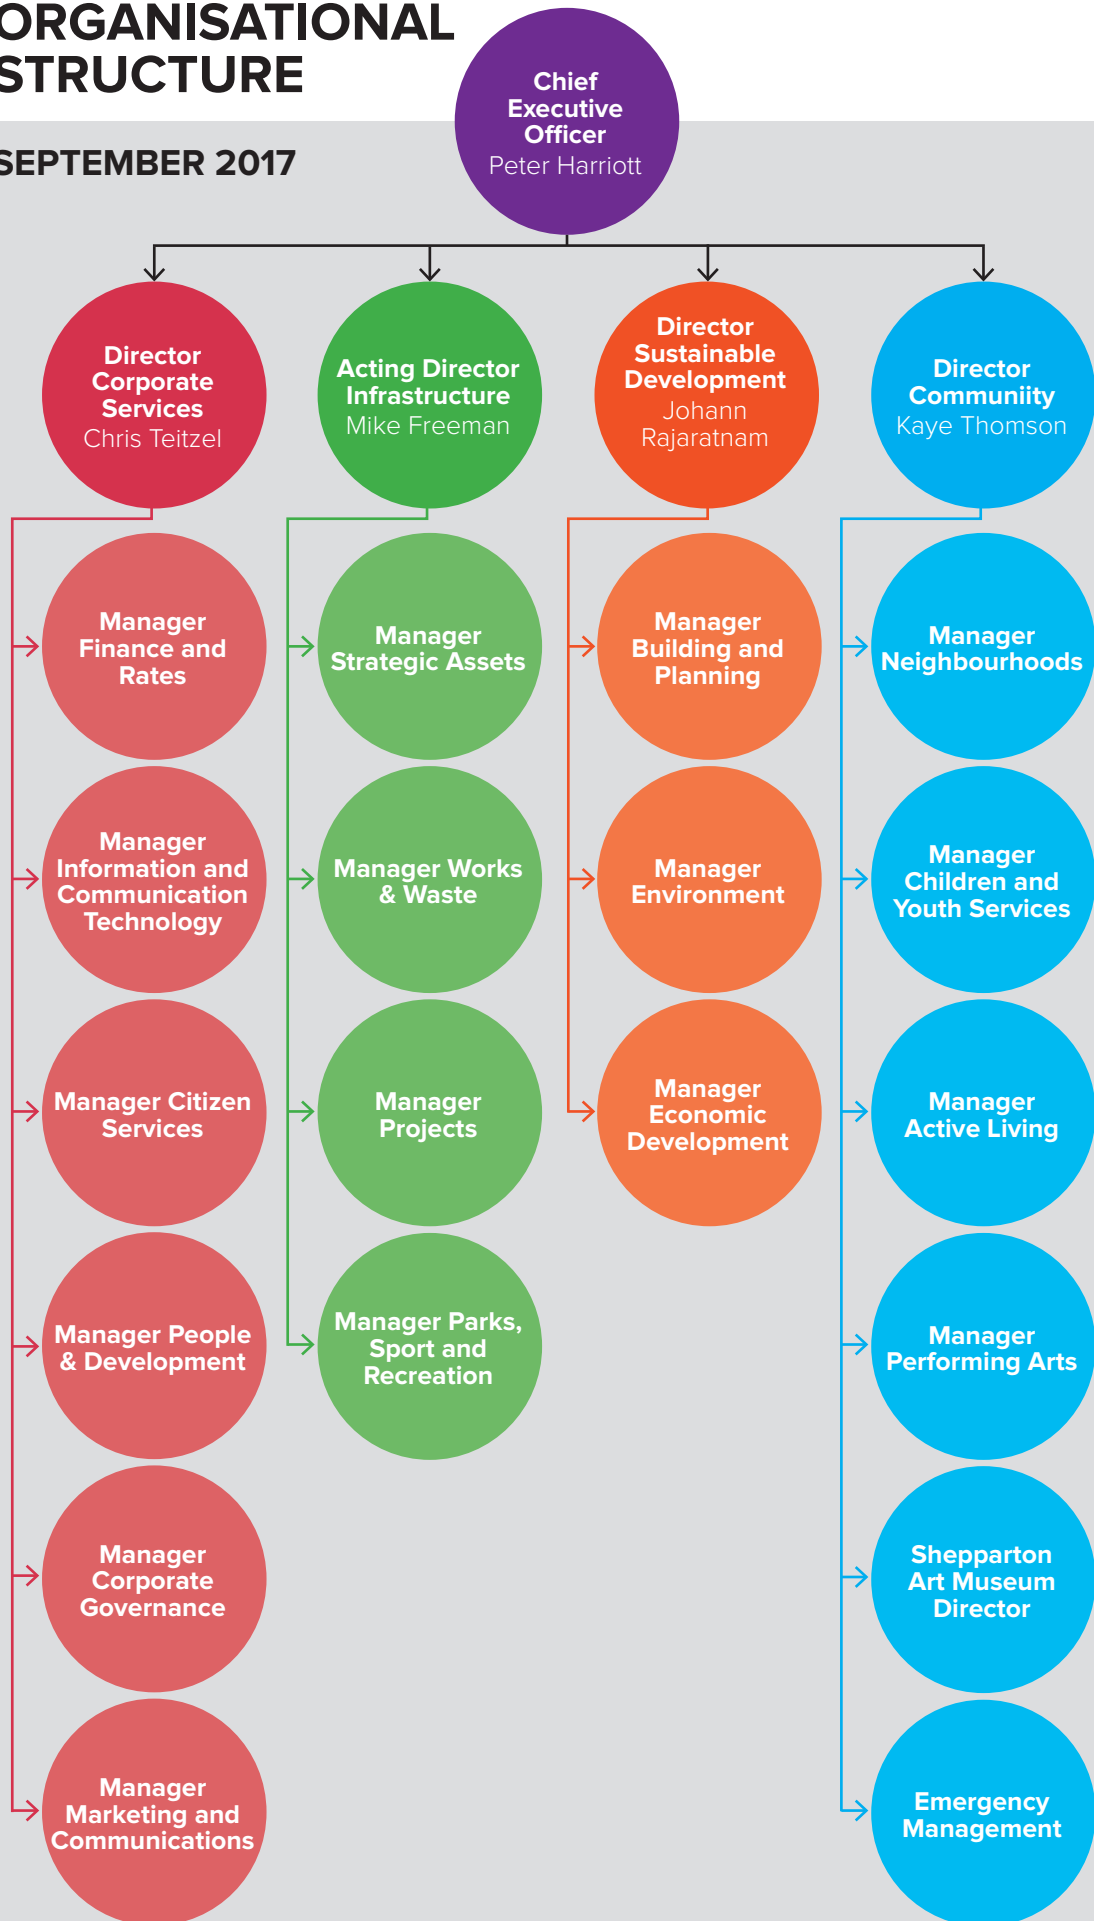 ORGANISATIONAL
STRUCTURE
SEPTEMBER 2017
Chief
Executive
Officer
Peter Harriott
Director
Corporate
Services
Chris Teitzel
Acting Director
Infrastructure
Mike Freeman
Director
Sustainable
Development
Johann
Rajaratnam
Director
Communiity
Kaye Thomson
Manager
Finance and
Rates
Manager
Information and
Communication
Technology
Manager Citizen
Services
Manager People
& Development
Manager
Corporate
Governance
Manager
Marketing and
Communications
Manager
Strategic Assets
Manager Works
& Waste
Manager
Projects
Manager Parks,
Sport and
Recreation
Manager
Building and
Planning
Manager
Environment
Manager
Economic
Development
Manager
Neighbourhoods
Manager
Children and
Youth Services
Manager
Active Living
Manager
Performing Arts
Shepparton
Art Museum
Director
Emergency
Management